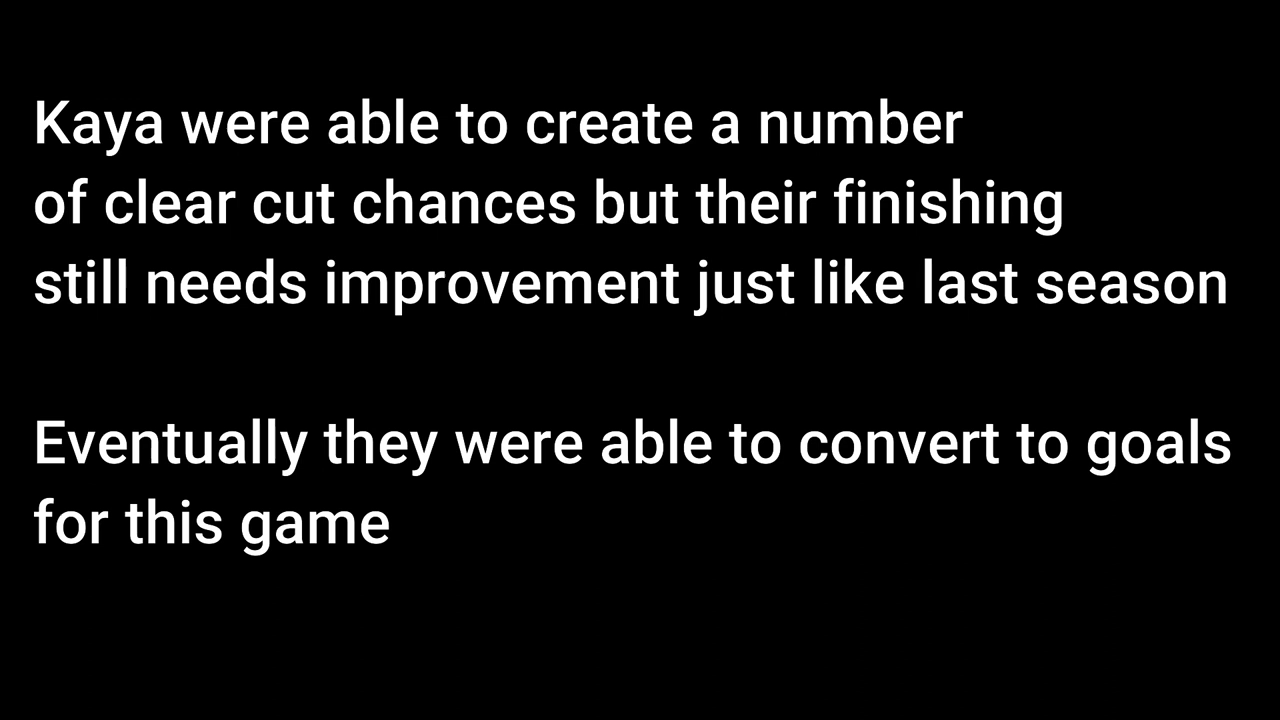 Kaya were able to create a number
of clear cut chances but their finishing
still needs improvement just like last season
Eventually they were able to convert to goals
for this game